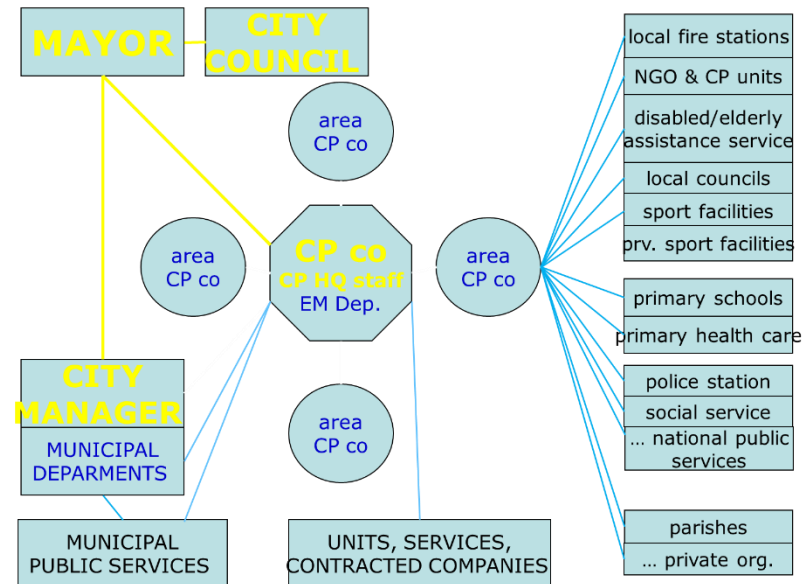 MAYOR
CITY
COUNCIL
area
CP co
area
CP co
CP co
CP HQ staff
EM Dep.
area
CP co
area
CP co
CITY
MANAGER
MUNICIPAL
DEPARMENTS
MUNICIPAL
PUBLIC SERVICES
UNITS, SERVICES,
CONTRACTED COMPANIES
local fire stations
NGO & CP units
disabled/elderly
assistance service
local councils
sport facilities
prv. sport facilities
primary schools
primary health care
police station
social service
... national public
services
parishes
... private org.